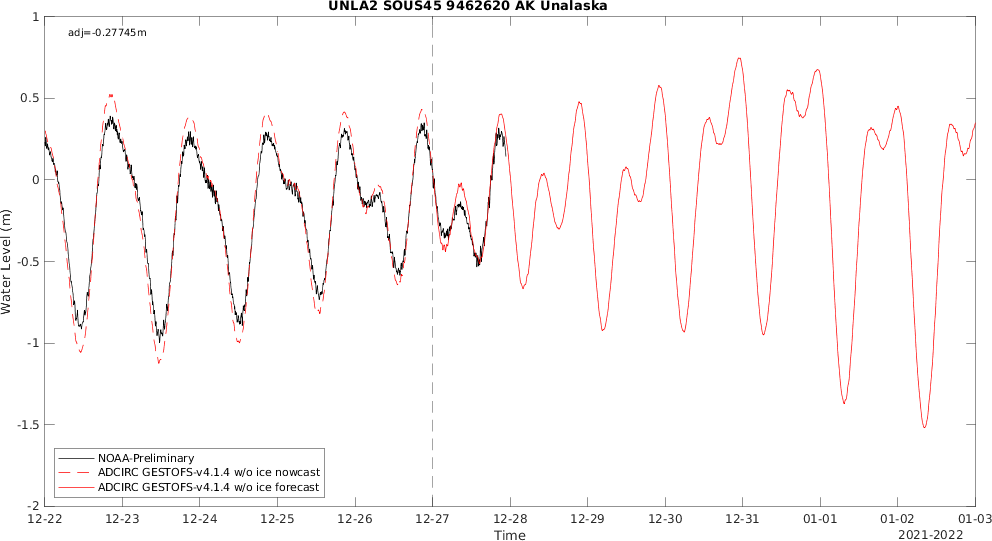 UNLA2 SOUS45 9462620 AK Unalaska
adj=-0.27745m
1
0.5
0
-0.5
-1
-1.5
-2
Water Level (m)
NOAA-Preliminary
ADCIRC GESTOFS-v4.1.4 w/o ice nowcast
ADCIRC GESTOFS-v4.1.4 w/o ice forecast
12-22 12-23 12-24 12-25 12-26 12-27 12-28 12-29 12-30 12-31 01-01 01-02 01-03
Time
2021-2022